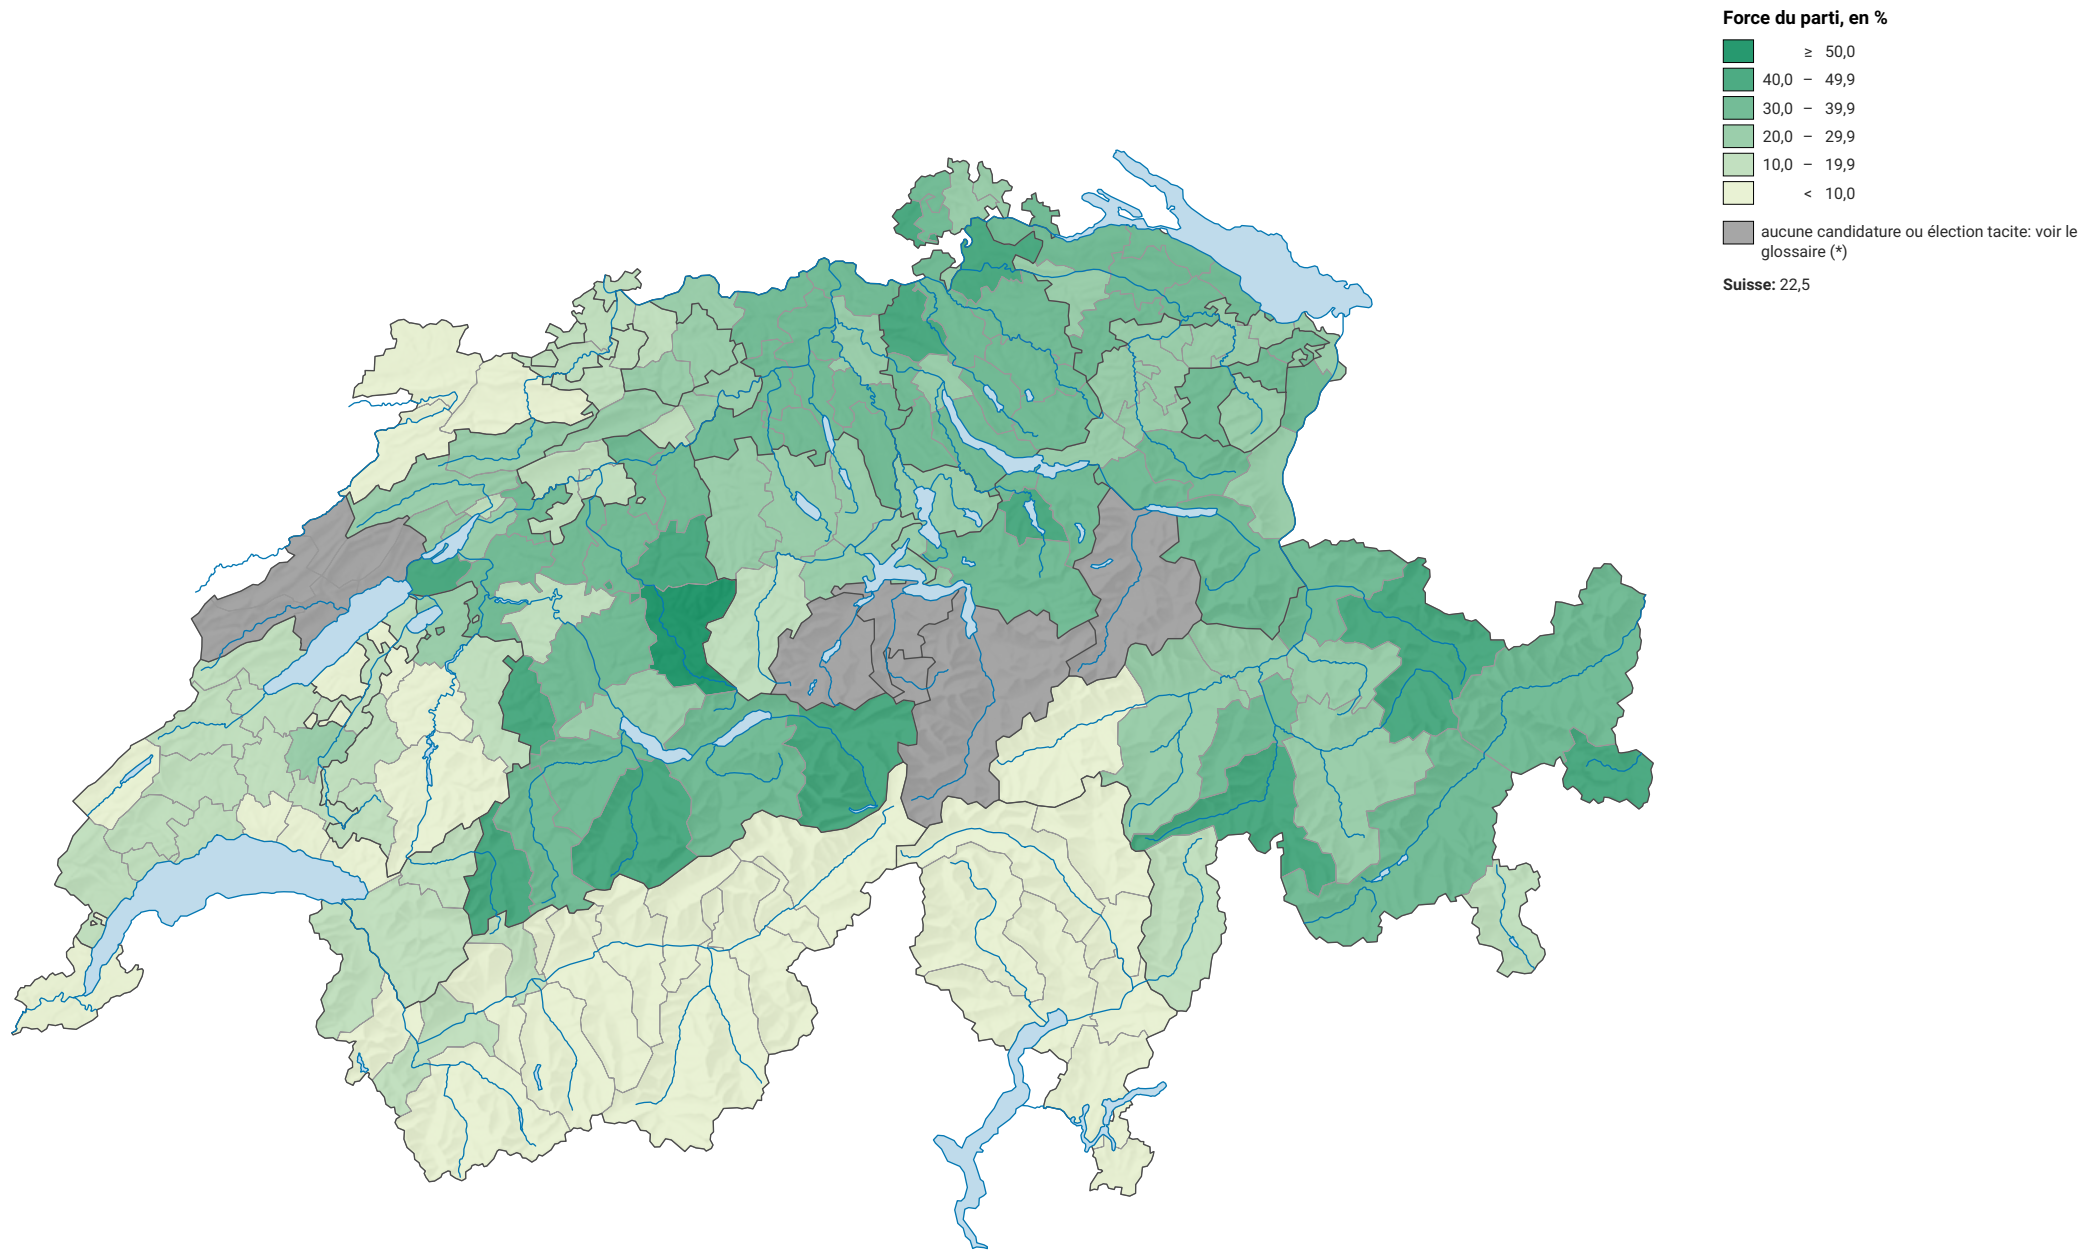 Force du parti, en %
≥ 50,0
40,0 – 49,9
30,0 – 39,9
20,0 – 29,9
10,0 – 19,9
< 10,0
aucune candidature ou élection tacite: voir le
glossaire (*)
Suisse: 22,5